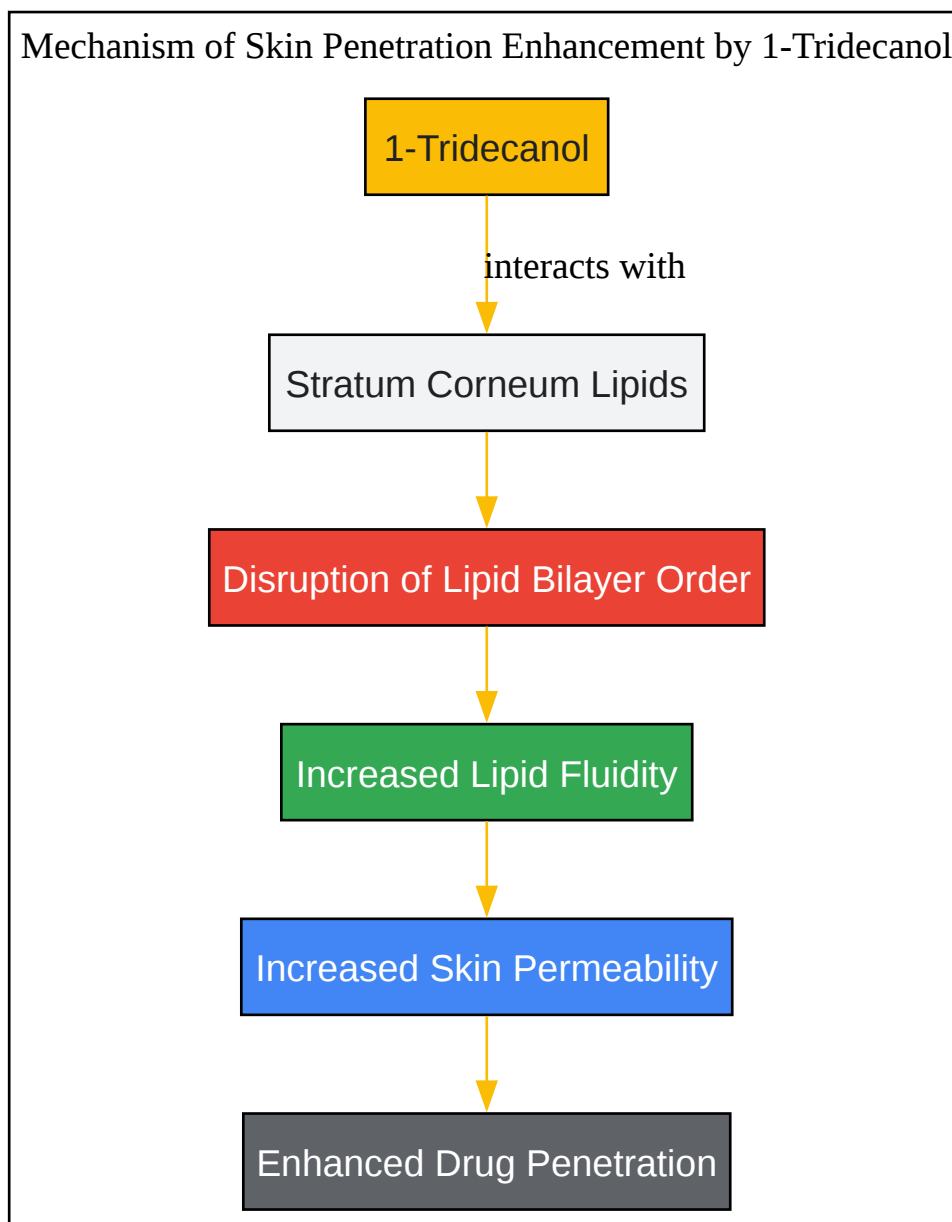 Mechanism of Skin Penetration Enhancement by 1-Tridecanol
1-Tridecanol
interacts with
Stratum Corneum Lipids
Disruption of Lipid Bilayer Order
Increased Lipid Fluidity
Increased Skin Permeability
Enhanced Drug Penetration